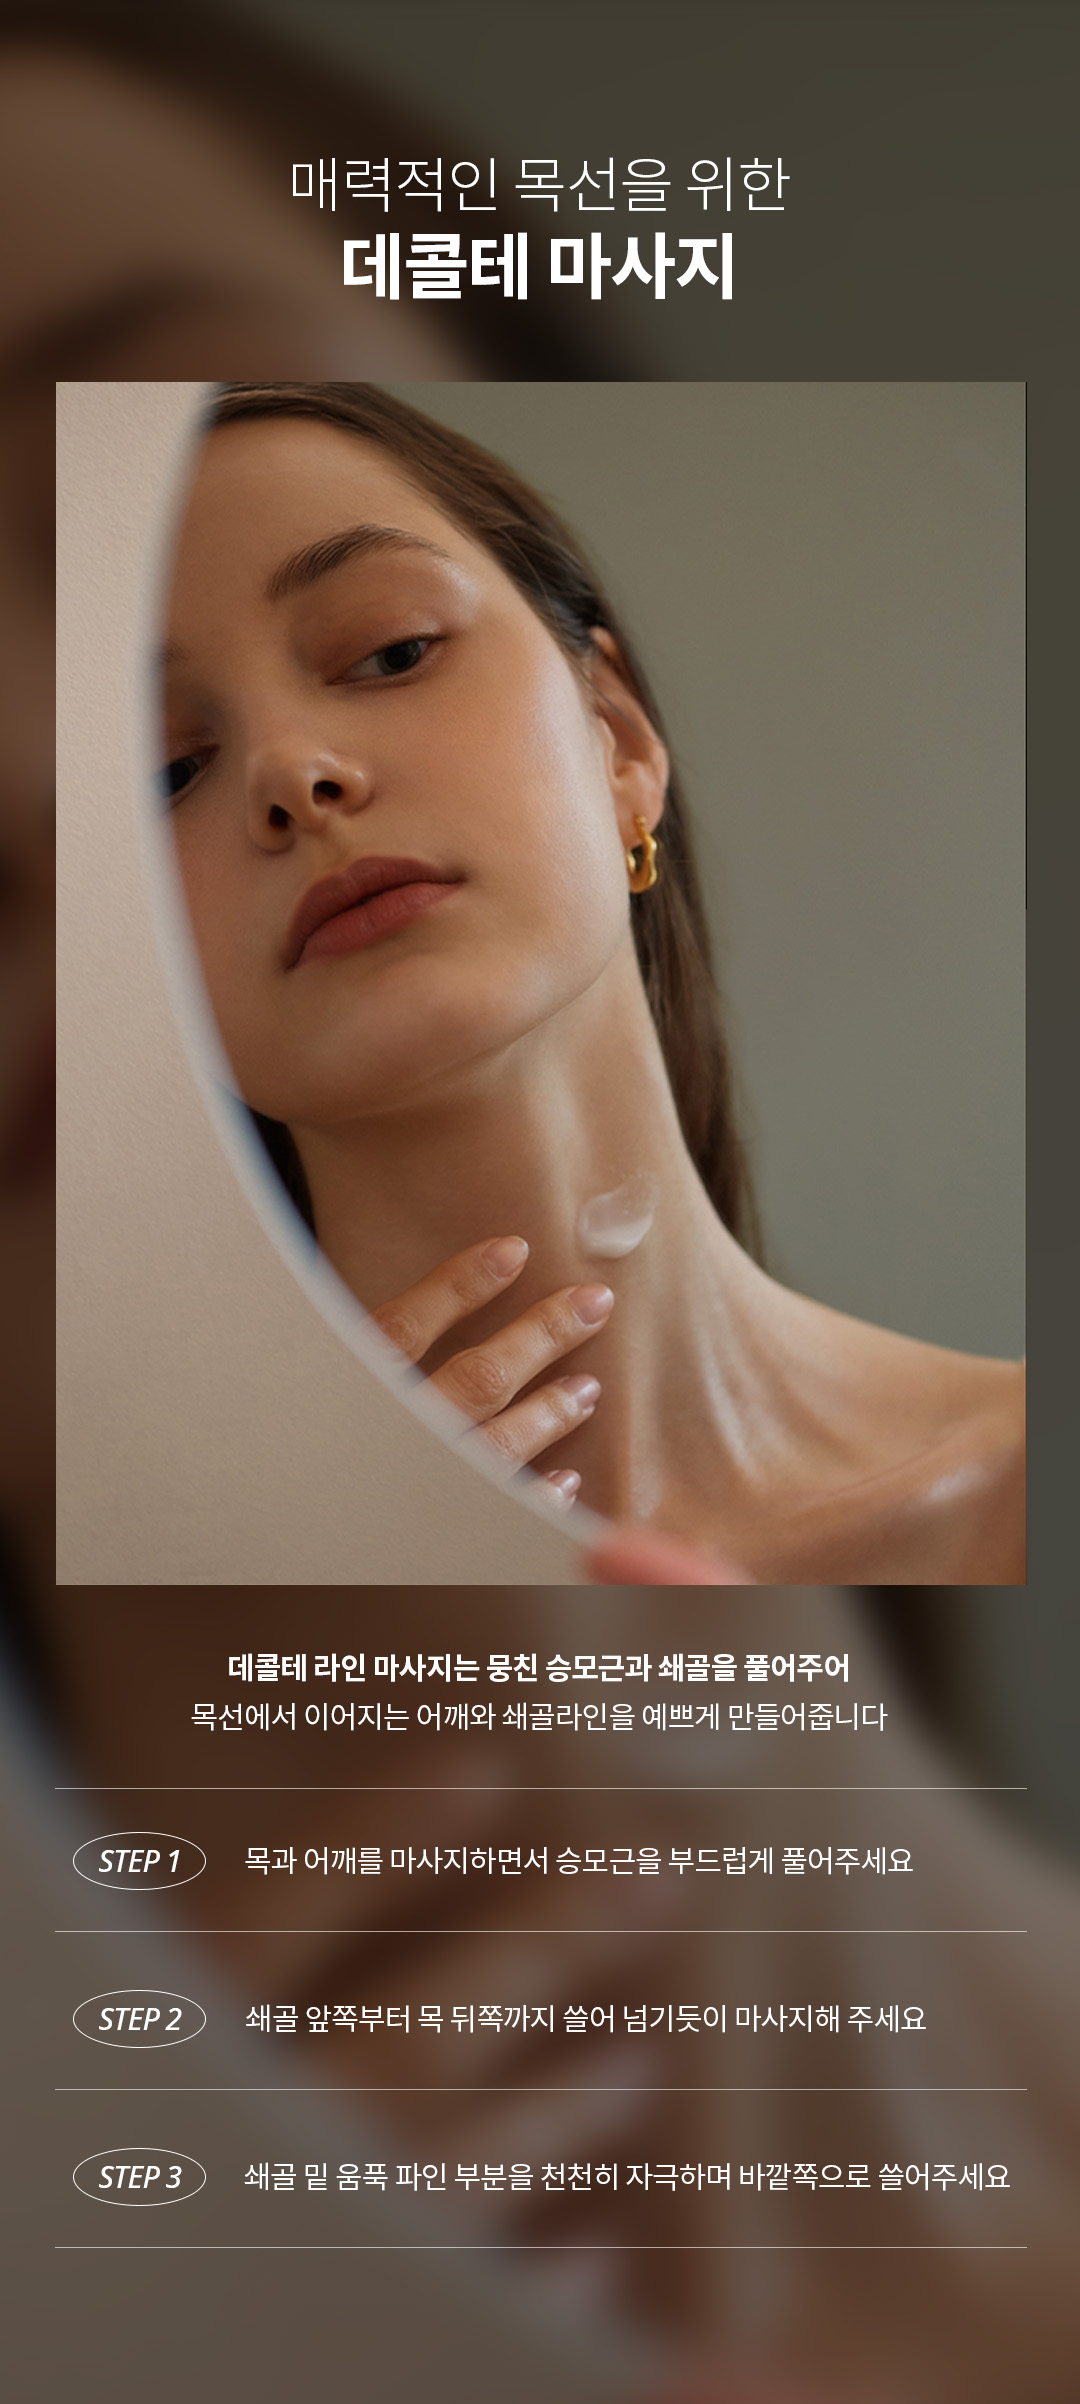 매력적인 목선을 위한
데콜테 마사지
데콜테 라인 마사지는 뭉친 승모근과 쇄골을 풀어주어
목선에서 이어지는 어깨와 쇄골라인을 예쁘게 만들어줍니다
STEP 1 목과 어깨를 마사지하면서 승모근을 부드럽게 풀어주세요
STEP 2 쇄골 앞쪽부터 목 뒤쪽까지 쓸어 넘기듯이 마사지해 주세요
STEP 3 쇄골 밑 움푹 파인 부분을 천천히 자극하며 바깥쪽으로 쓸어주세요